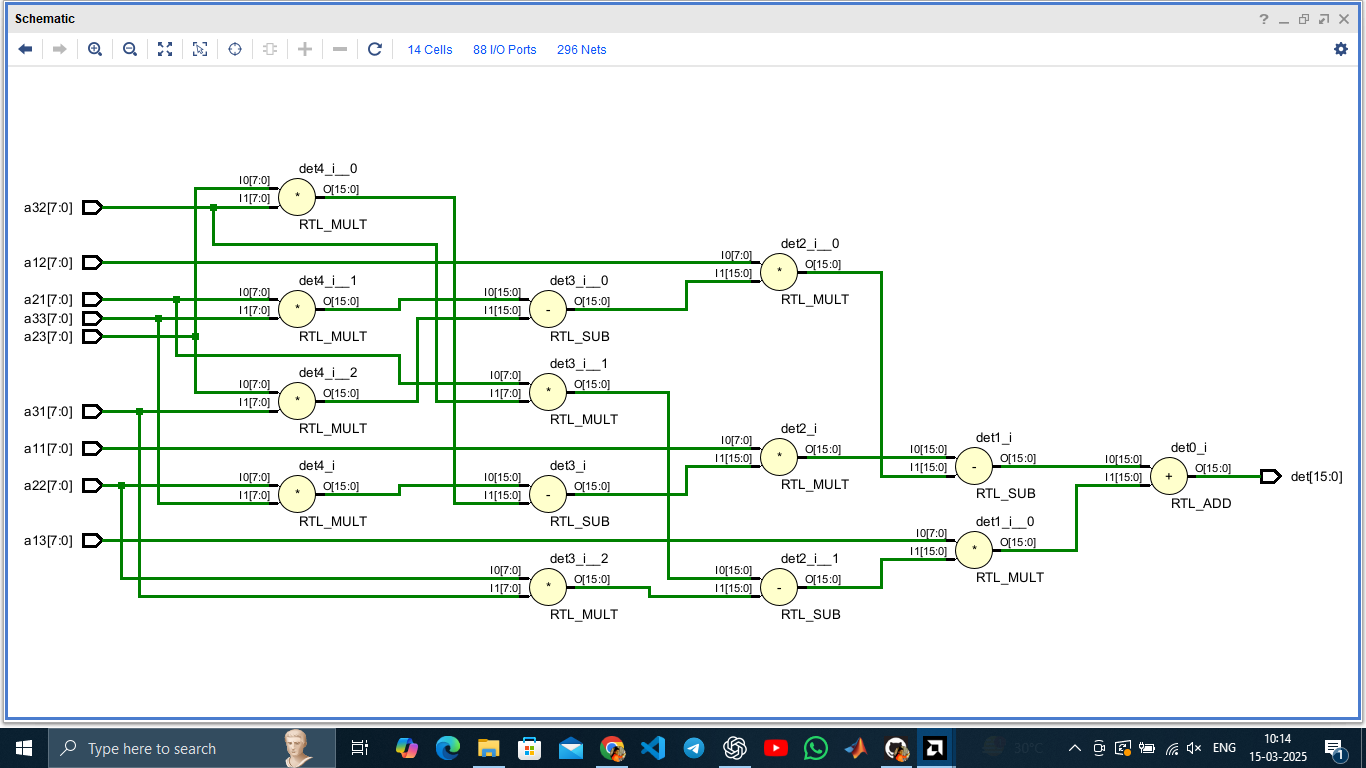 Schematic
14 Cells 88 I/O Ports 296 Nets
det4_i__0
I0[7:0]
I1[7:0]
*
O[15:0]
RTL_MULT
a32[7:0]
a12[7:0]
a21[7:0]
a33[7:0]
a23[7:0]
a31[7:0]
a11[7:0]
a22[7:0]
a13[7:0]
det4_i__1
I0[7:0]
I1[7:0]
*
O[15:0]
RTL_MULT
det4_i__2
I0[7:0]
I1[7:0]
*
O[15:0]
RTL_MULT
det4_i
I0[7:0]
I1[7:0]
*
O[15:0]
RTL_MULT
det3_i__0
I0[15:0]
I1[15:0]
-
O[15:0]
RTL_SUB
det3_i__1
I0[7:0]
I1[7:0]
*
O[15:0]
RTL_MULT
det3_i
I0[15:0]
I1[15:0]
-
O[15:0]
RTL_SUB
det3_i__2
I0[7:0]
I1[7:0]
*
O[15:0]
RTL_MULT
det2_i__0
I0[7:0]
I1[15:0]
*
O[15:0]
RTL_MULT
det2_i
I0[7:0]
I1[15:0]
*
O[15:0]
RTL_MULT
det2_i__1
I0[15:0]
I1[15:0]
-
O[15:0]
RTL_SUB
det1_i
I0[15:0]
I1[15:0]
-
O[15:0]
RTL_SUB
det1_i__0
I0[7:0]
I1[15:0]
*
O[15:0]
RTL_MULT
det0_i
I0[15:0]
I1[15:0]
+
O[15:0]
RTL_ADD
det[15:0]
Type here to search
30°C
ENG
10:14
15-03-2025
1